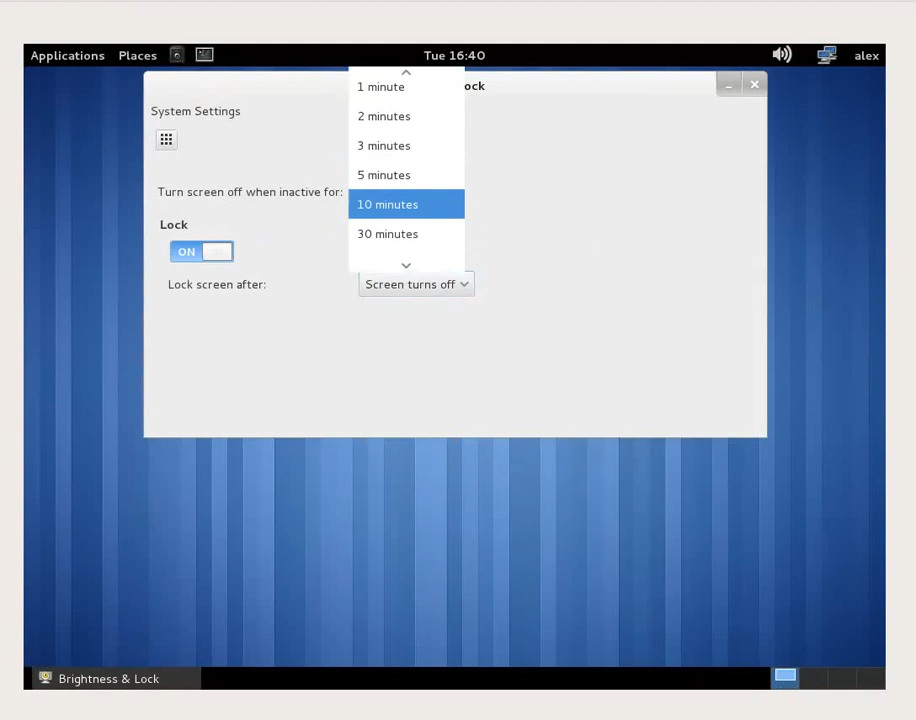 Applications Places Tue 16:40 alex
ock
System Settings
1 minute
2 minutes
3 minutes
5 minutes
Turn screen off when inactive for:
10 minutes
Lock
30 minutes
ON
Lock screen after: Screen turns off
Brightness & Lock